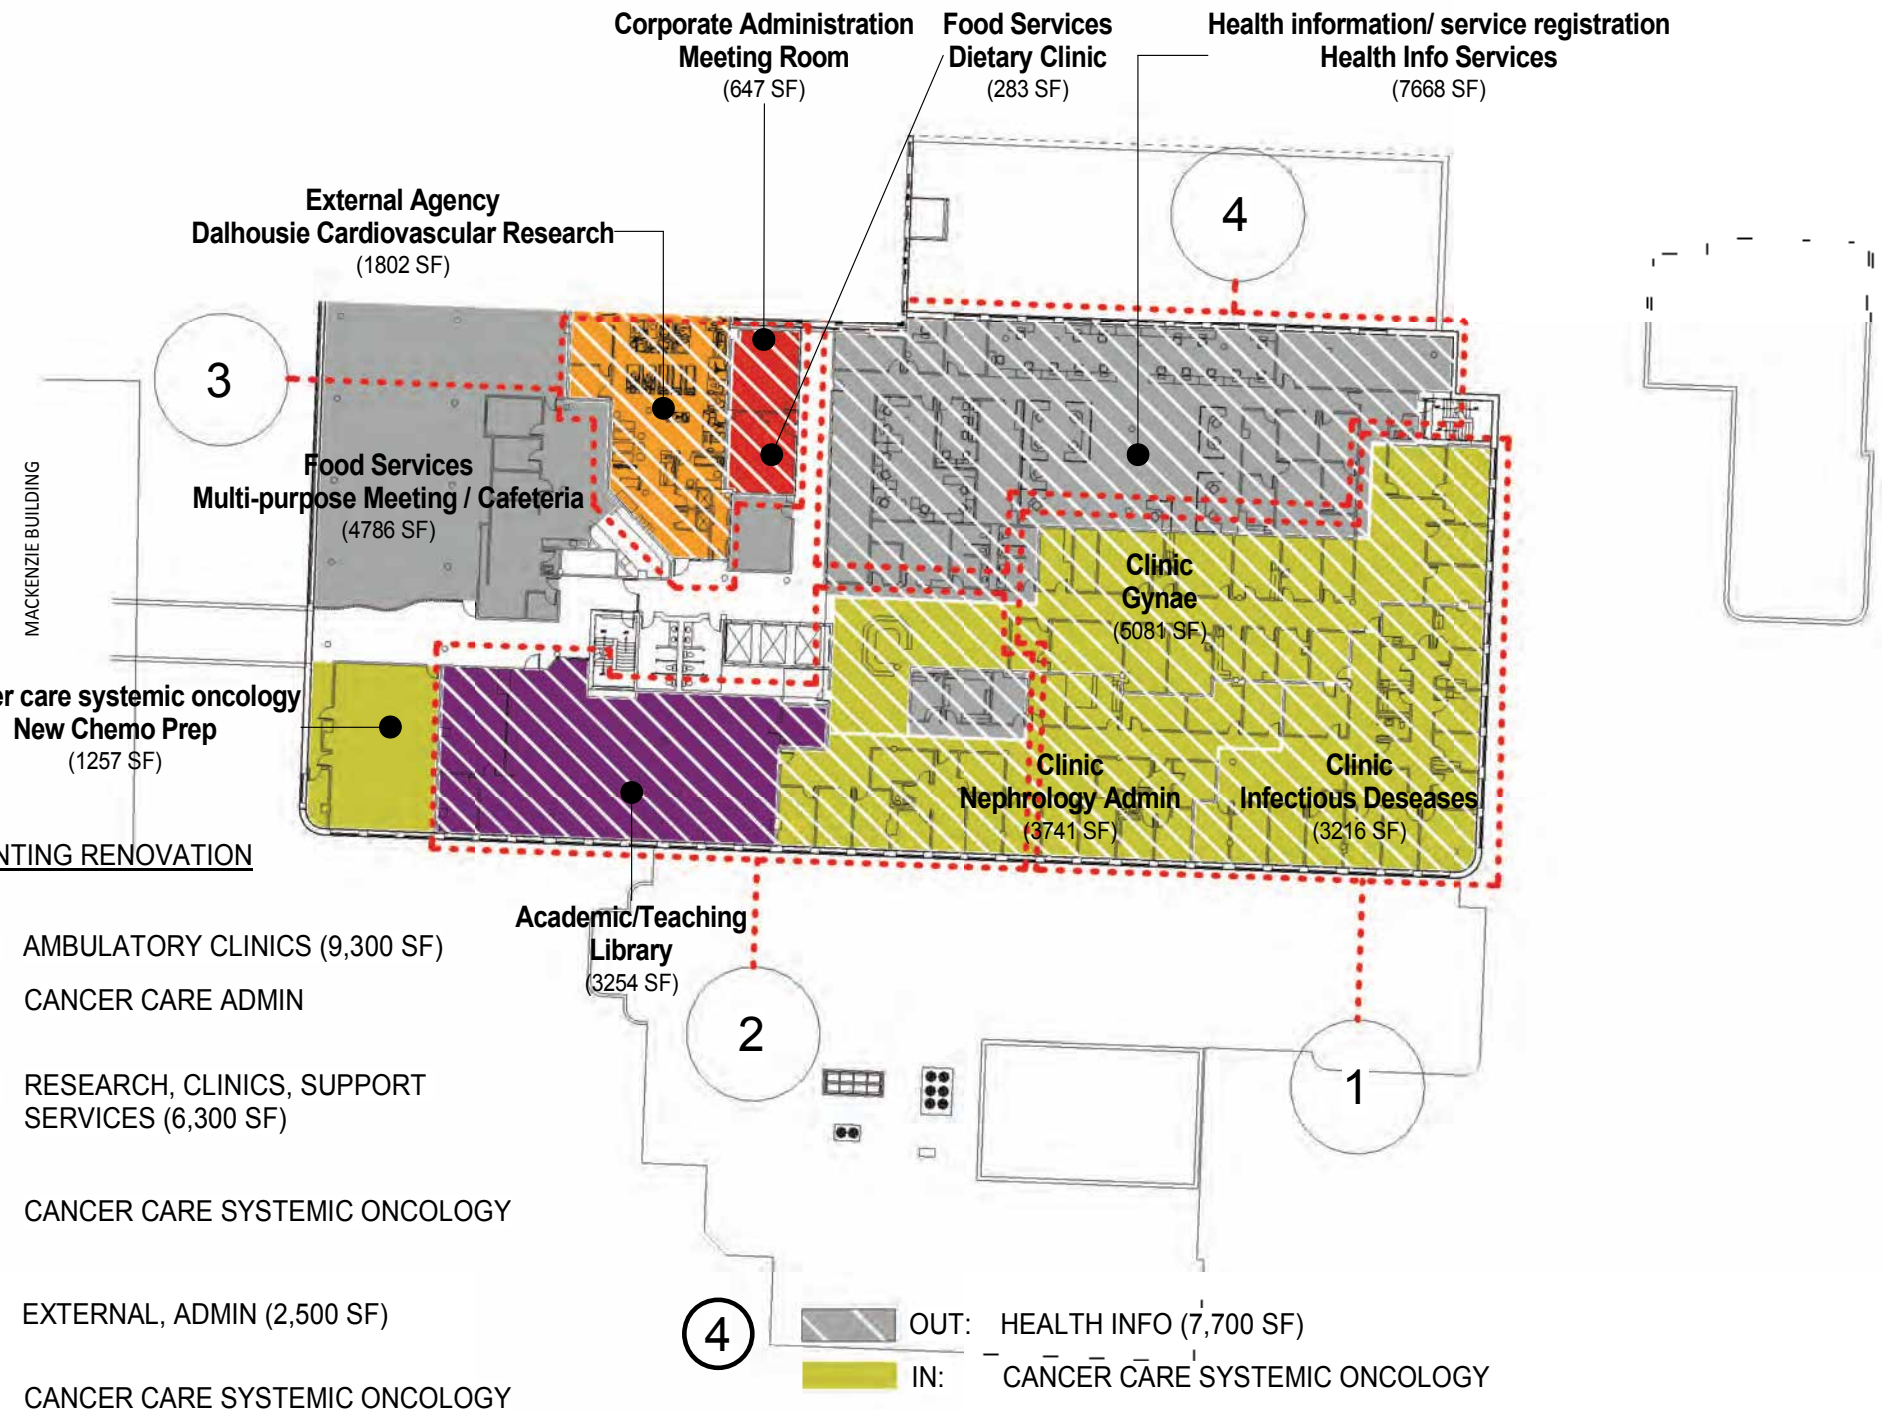 Corporate Administration
Meeting Room
(647 SF)
Food Services
Dietary Clinic
(283 SF)
Health information/ service registration
Health Info Services
(7668 SF)
External Agency
Dalhousie Cardiovascular Research
(1802 SF)
4
3
MACKENZIE BUILDING
Food Services
Multi-purpose Meeting / Cafeteria
(4786 SF)
Clinic
Gynae
(5081 SF)
er care systemic oncology
New Chemo Prep
(1257 SF)
Clinic
Nephrology Admin
(3741 SF)
Clinic
Infectious Deseases
(3216 SF)
Academic/Teaching
Library
(3254 SF)
2
1
NTING RENOVATION
AMBULATORY CLINICS (9,300 SF)
CANCER CARE ADMIN
RESEARCH, CLINICS, SUPPORT
SERVICES (6,300 SF)
CANCER CARE SYSTEMIC ONCOLOGY
EXTERNAL, ADMIN (2,500 SF)
CANCER CARE SYSTEMIC ONCOLOGY
4
OUT: HEALTH INFO (7,700 SF)
IN: CANCER CARE SYSTEMIC ONCOLOGY